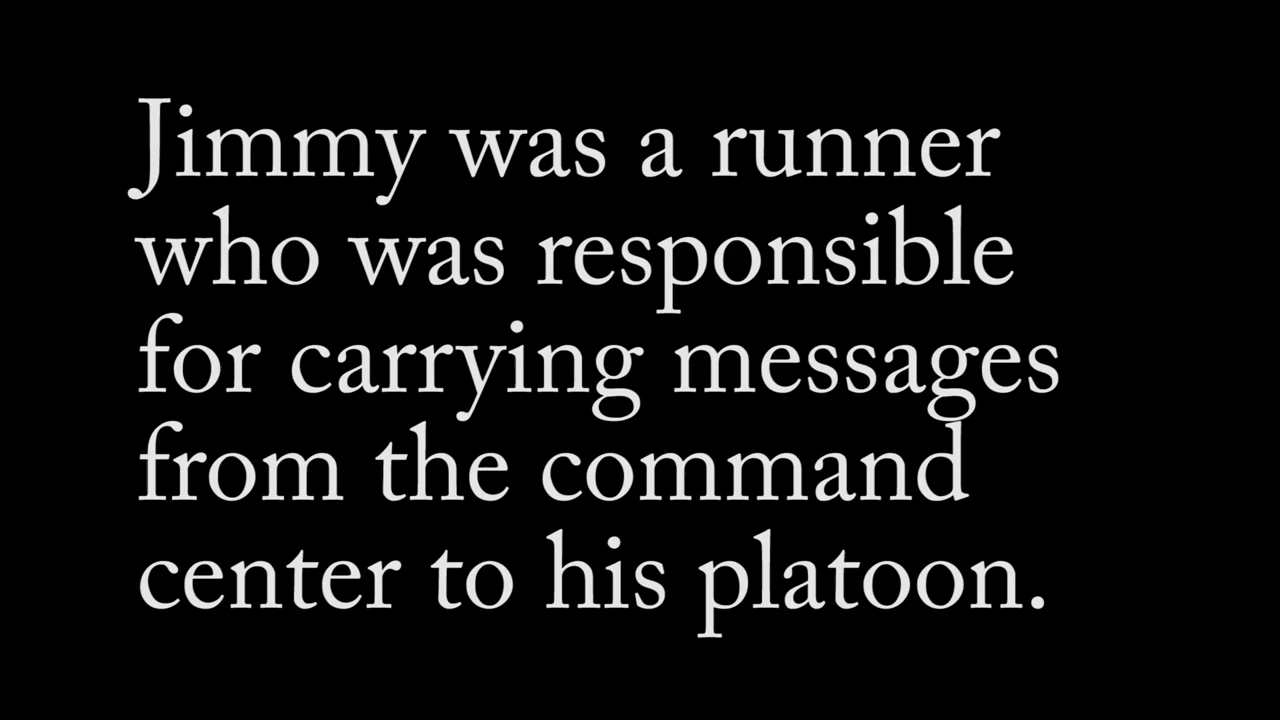 Jimmy was a runner
who was responsible
for carrying messages
from the command
center to his platoon.